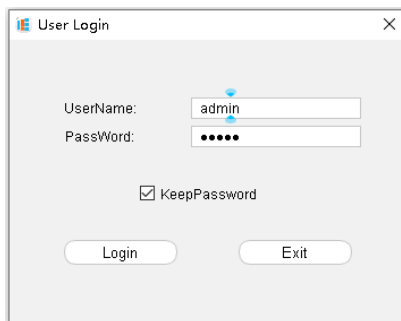 User Login
UserName: admin
PassWord: •••••
KeepPassword
Login Exit